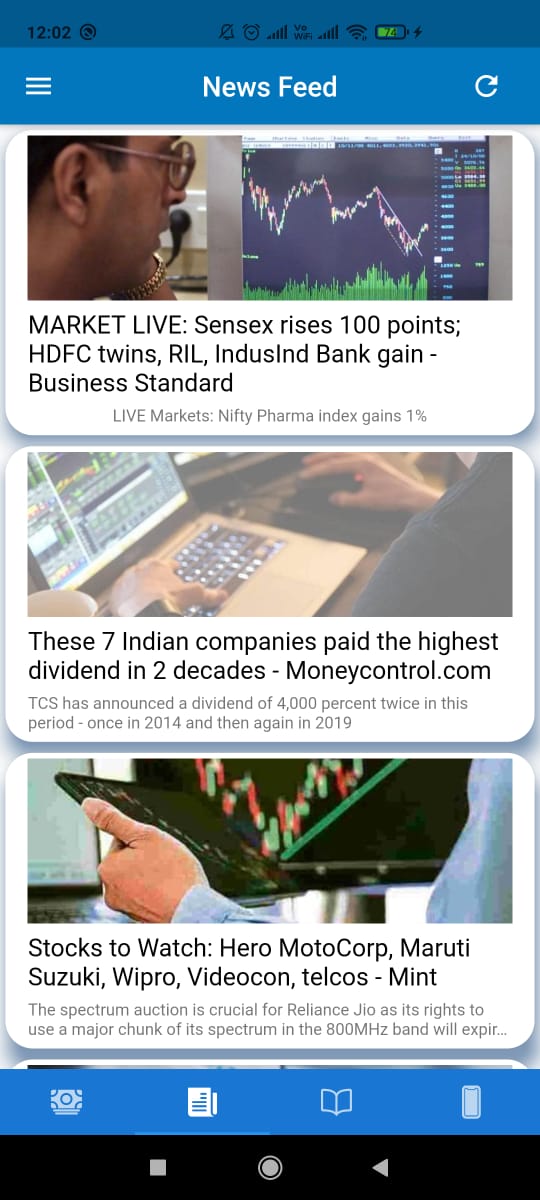 12:02
Vo
WiFi
74
News Feed
MARKET LIVE: Sensex rises 100 points;
HDFC twins, RIL, IndusInd Bank gain -
Business Standard
LIVE Markets: Nifty Pharma index gains 1%
These 7 Indian companies paid the highest
dividend in 2 decades - Moneycontrol.com
TCS has announced a dividend of 4,000 percent twice in this
period - once in 2014 and then again in 2019
Stocks to Watch: Hero MotoCorp, Maruti
Suzuki, Wipro, Videocon, telcos - Mint
The spectrum auction is crucial for Reliance Jio as its rights to
use a major chunk of its spectrum in the 800MHz band will expir...